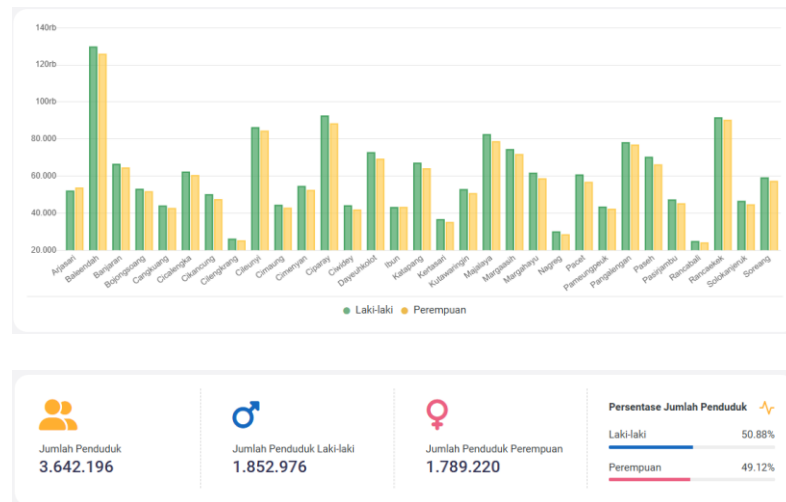 140rb
120rb
100rb
80.000
60.000
40.000
20.000
Arjasari
Baleendah
Banjaran
Bojongsoang
Cangkuang
Cicalengka
Cikancung
Cilengkrang
Cileunyi
Cimaung
Cimenyan
Ciparay
Ciwidey
Dayeuhkolot
Ibun
Katapang
Kertasari
Kutawaringin
Majalaya
Margaasih
Margahayu
Nagreg
Pacet
Pameungpeuk
Pangalengan
Paseh
Pasirjambu
Rancabali
Rancaekek
Solokanjeruk
Soreang
Laki-laki Perempuan
Jumlah Penduduk
3.642.196
Jumlah Penduduk Laki-laki
1.852.976
Jumlah Penduduk Perempuan
1.789.220
Persentase Jumlah Penduduk
Laki-laki 50.88%
Perempuan 49.12%